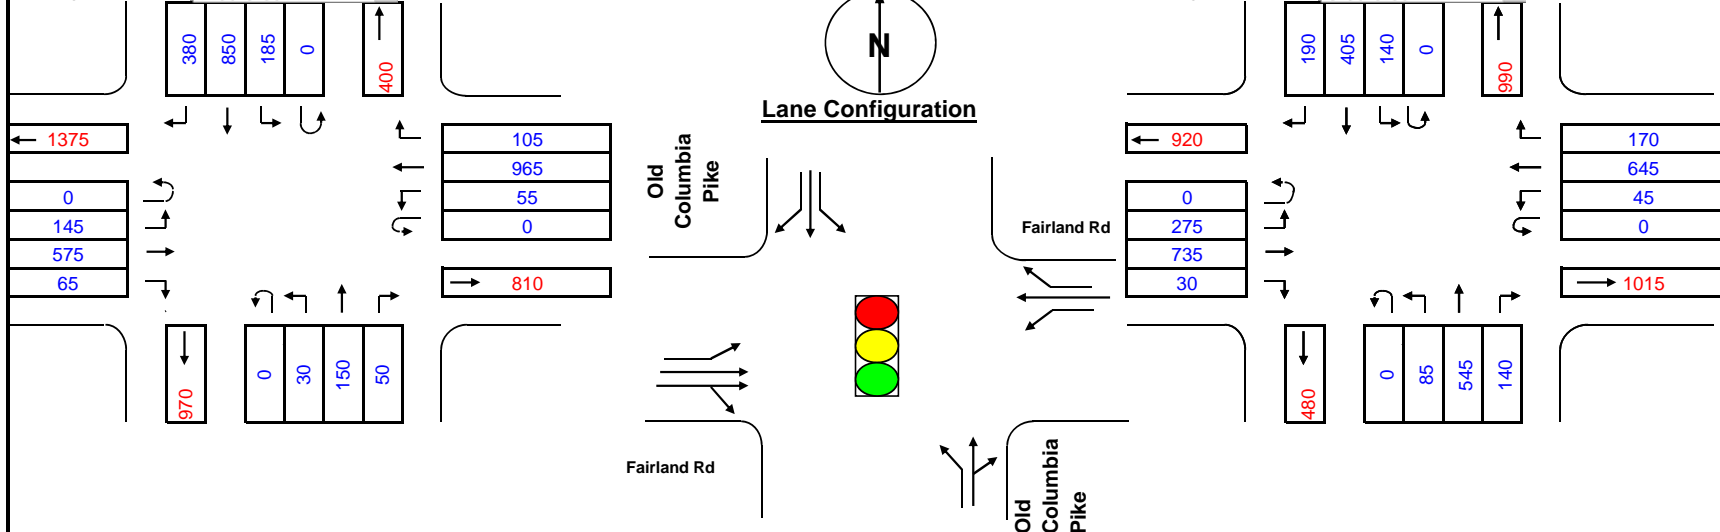 380 850 185 0
400
1375
0
145
575
65
105
965
55
0
810
970
0 30 150 50
N
Lane Configuration
Old
Columbia
Pike
Fairland Rd
Fairland Rd
Old
Columbia
Pike
190 405 140 0
990
920
0
275
735
30
170
645
45
0
1015
480
0 85 545 140